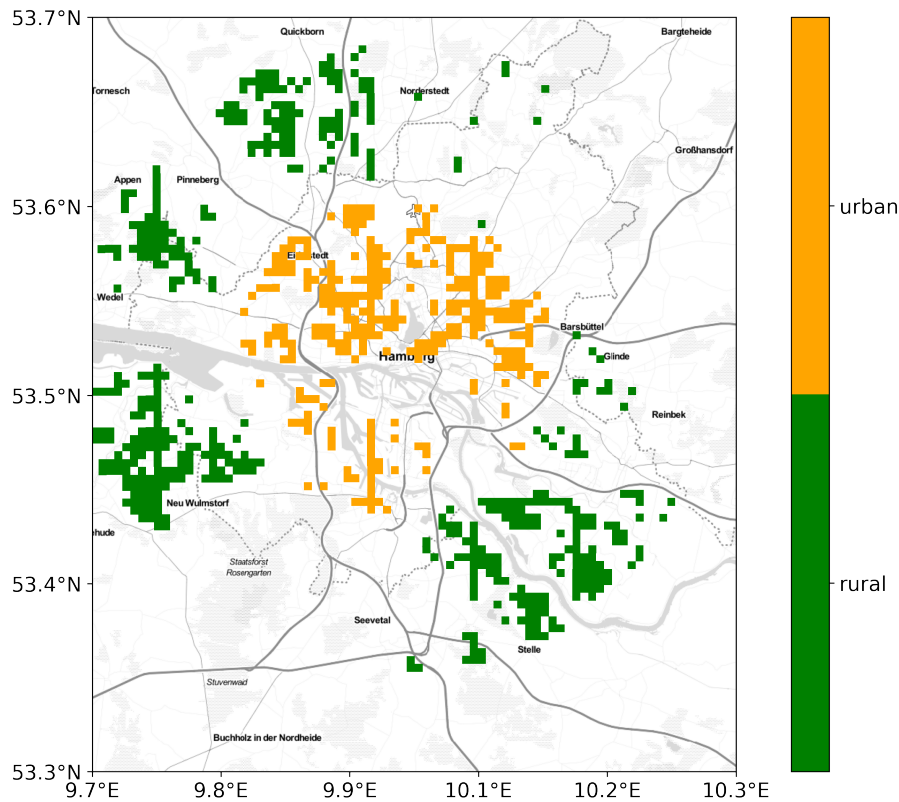 53.7°N
Quickborn
Bargteheide
Tornesch
Norderstedt
Großhansdorf
Appen
Pinneberg
53.6°N
urban
Eidelstedt
Wedel
Barsbüttel
Hamburg
Glinde
53.5°N
Reinbek
Neu Wulmstorf
ehude
Staatsforst
Rosengarten
53.4°N
rural
Seevetal
Stelle
Stuvenwad
Buchholz in der Nordheide
53.3°N
9.7°E 9.8°E 9.9°E 10.1°E 10.2°E 10.3°E